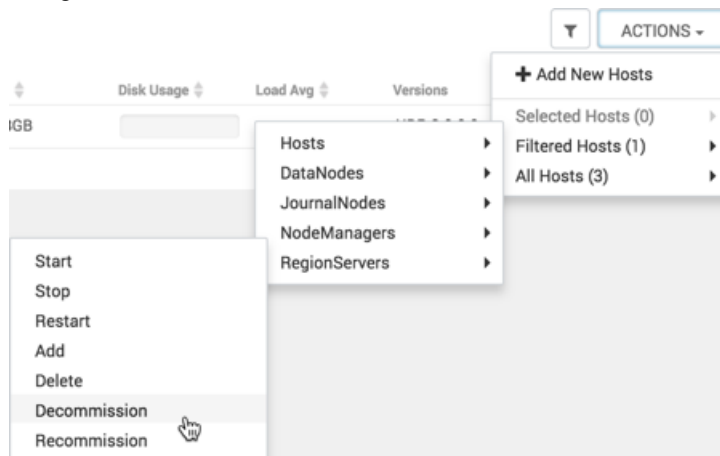 ACTIONS
Add New Hosts
Disk Usage
Load Avg
Versions
Selected Hosts (0)
Filtered Hosts (1)
All Hosts (3)
Hosts
DataNodes
JournalNodes
NodeManagers
RegionServers
Start
Stop
Restart
Add
Delete
Decommission
Recommission